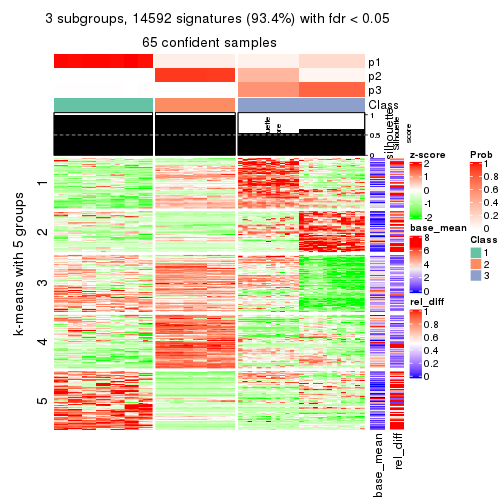 3 subgroups, 14592 signatures (93.4%) with fdr < 0.05
65 confident samples
p1
p2
p3
Class
1
0.5
0
silhouette
score
Silhouette
score
k-means with 5 groups
1
2
3
4
5
base_mean
rel_diff
z-score
2
1
0
-1
-2
base_mean
8
6
4
2
0
rel_diff
1
0.8
0.6
0.4
0.2
0
Prob
1
0.8
0.6
0.4
0.2
0
Class
1
2
3